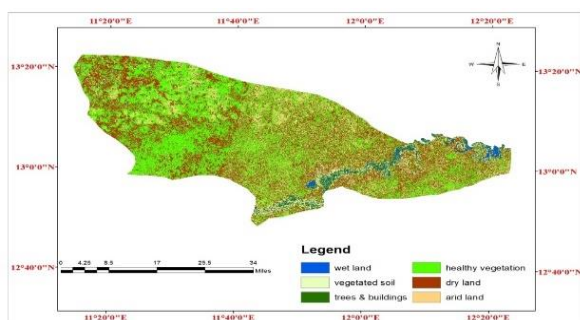 11°20'0"E 11°40'0"E 12°0'0"E 12°20'0"E
N
W E
S
13°20'0"N 13°20'0"N
13°0'0"N 13°0'0"N
12°40'0"N 12°40'0"N
0 4.25 8.5 17 25.5 34
Miles
Legend
wet land healthy vegetation
vegetated soil dry land
trees & buildings arid land
11°20'0"E 11°40'0"E 12°0'0"E 12°20'0"E